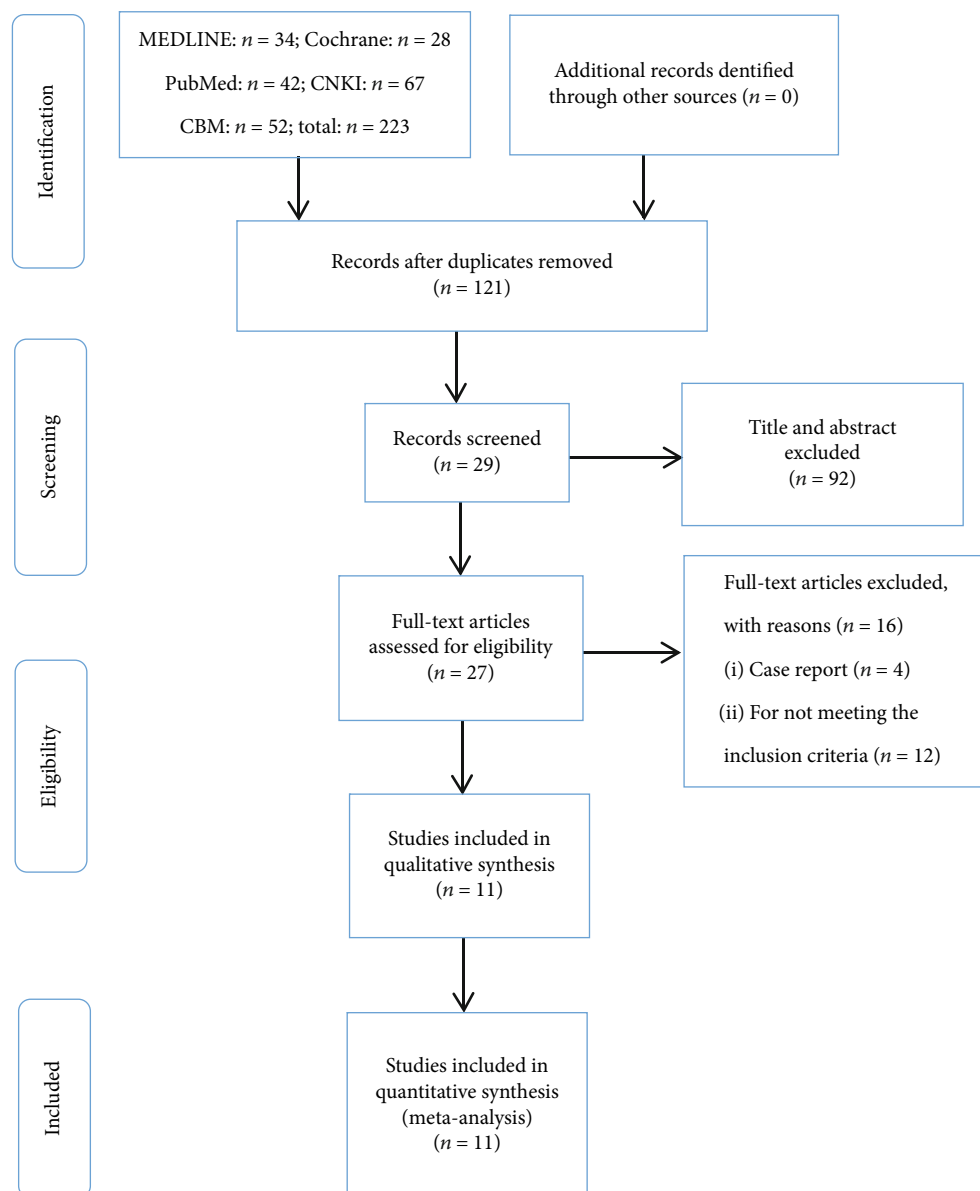 Identification
MEDLINE: n = 34; Cochrane: n = 28
PubMed: n = 42; CNKI: n = 67
CBM: n = 52; total: n = 223
Additional records dentified
through other sources (n = 0)
Records after duplicates removed
(n = 121)
Screening
Records screened
(n = 29)
Title and abstract
excluded
(n = 92)
Eligibility
Full-text articles
assessed for eligibility
(n = 27)
Full-text articles excluded,
with reasons (n = 16)
(i) Case report (n = 4)
(ii) For not meeting the
inclusion criteria (n = 12)
Studies included in
qualitative synthesis
(n = 11)
Included
Studies included in
quantitative synthesis
(meta-analysis)
(n = 11)